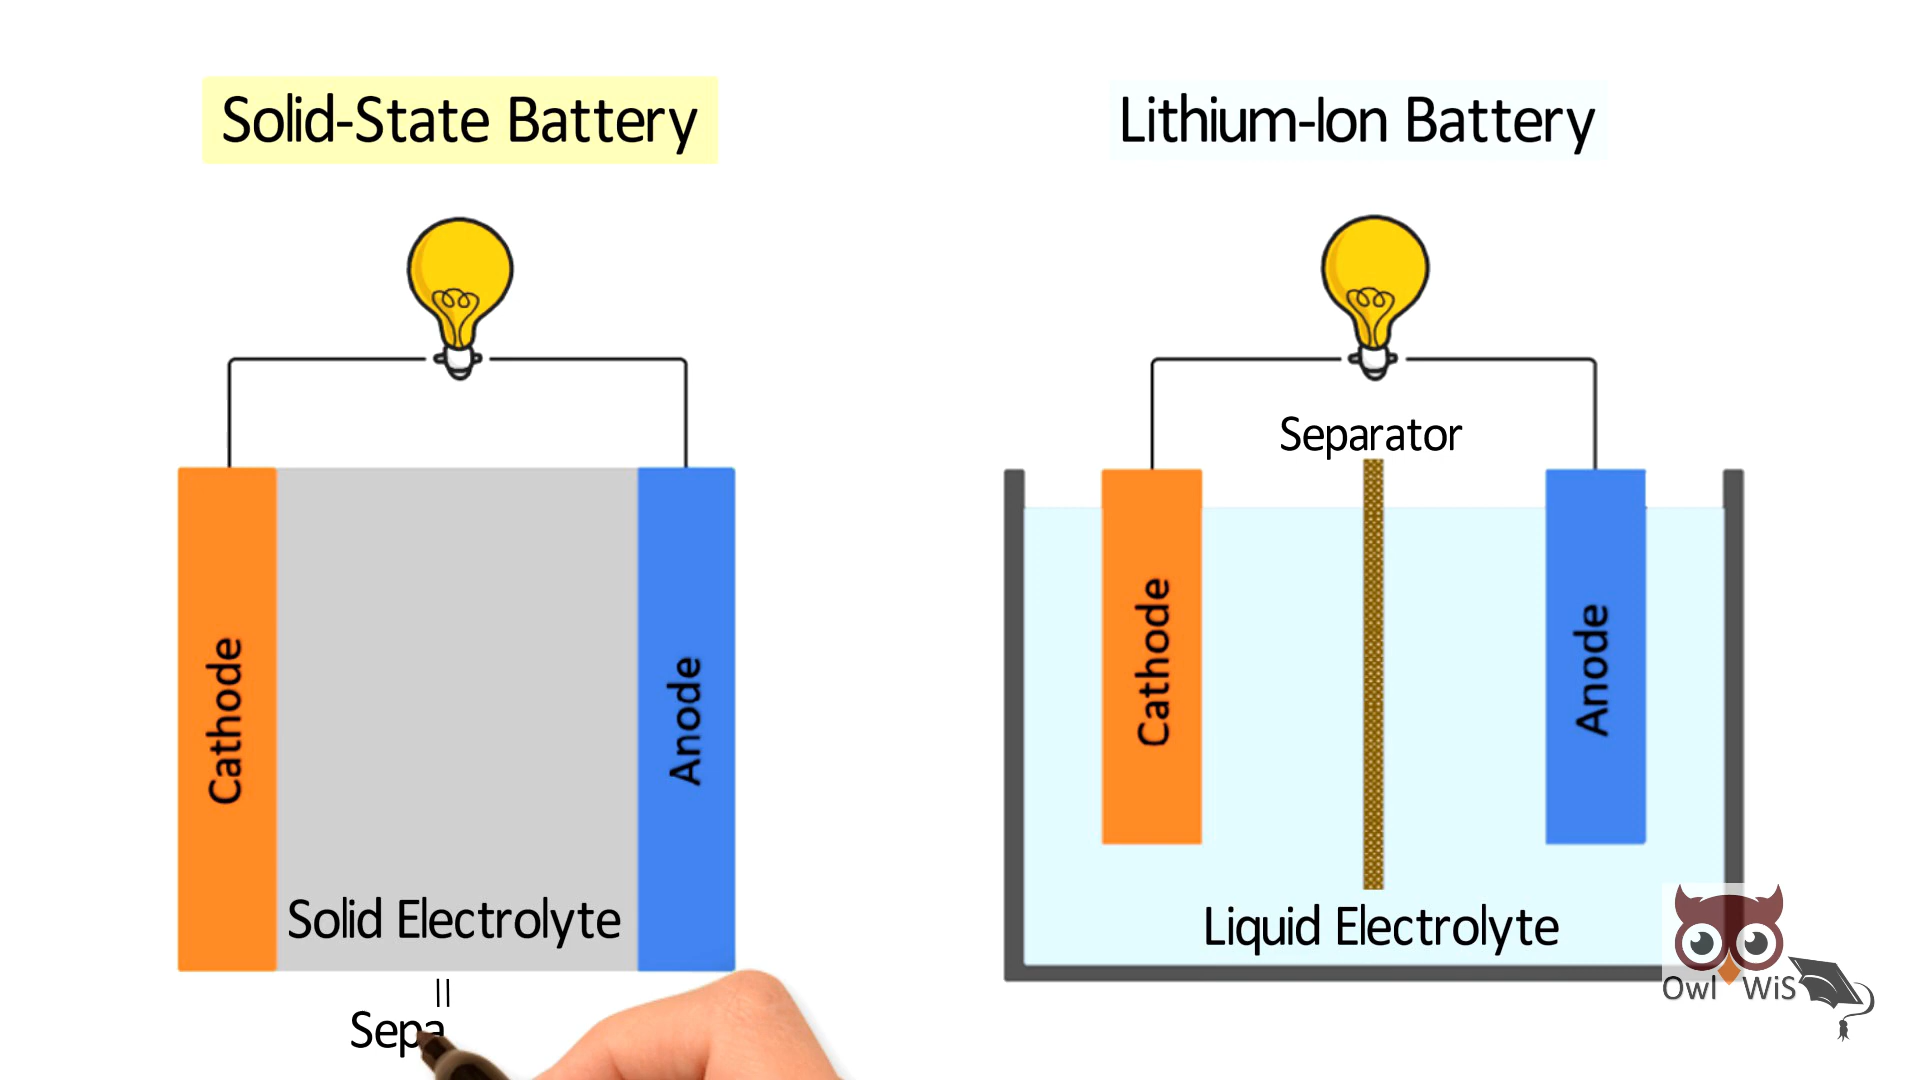 Solid-State Battery
Lithium-Ion Battery
Separator
Cathode
Anode
Cathode
Anode
Solid Electrolyte
Liquid Electrolyte
=
Sepa
Owl WiS